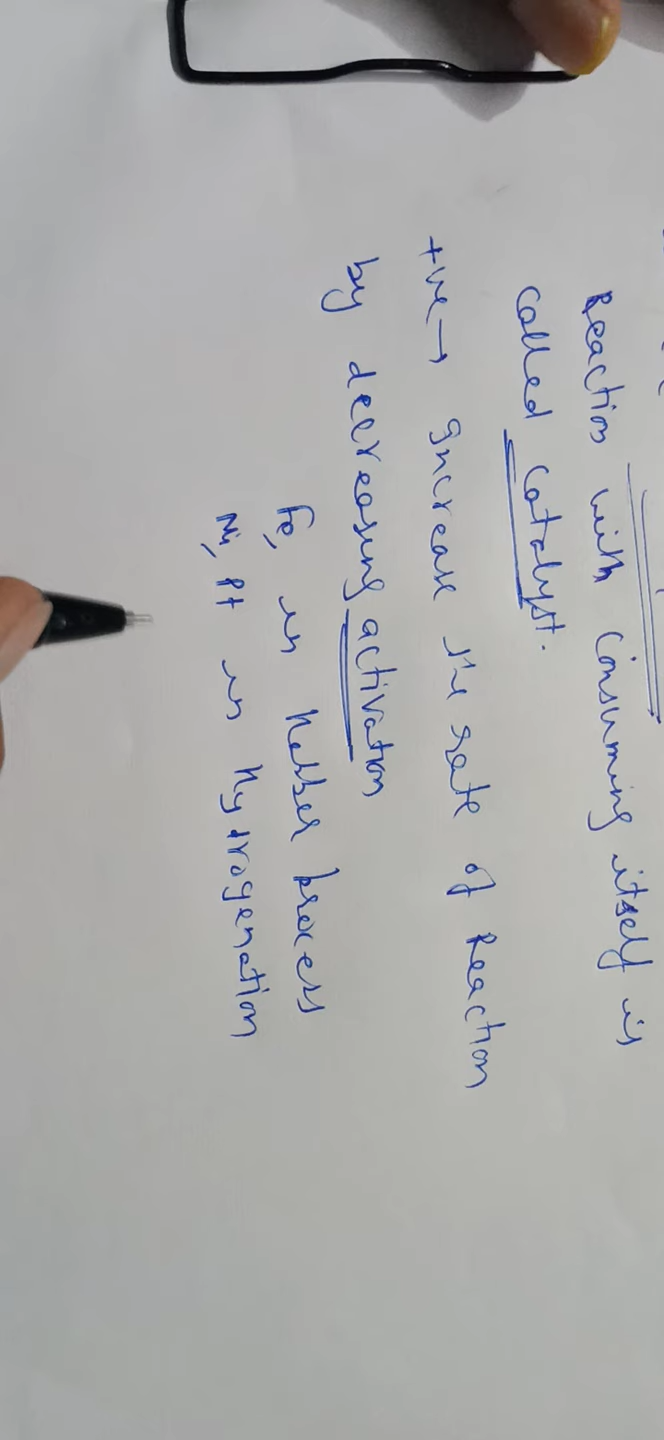 Reaction with consuming itself is
called catalyst.
+ve → Increase the rate of Reaction
by decreasing activation
Fe, in Habber process
Ni, Pt in Hydrogenation